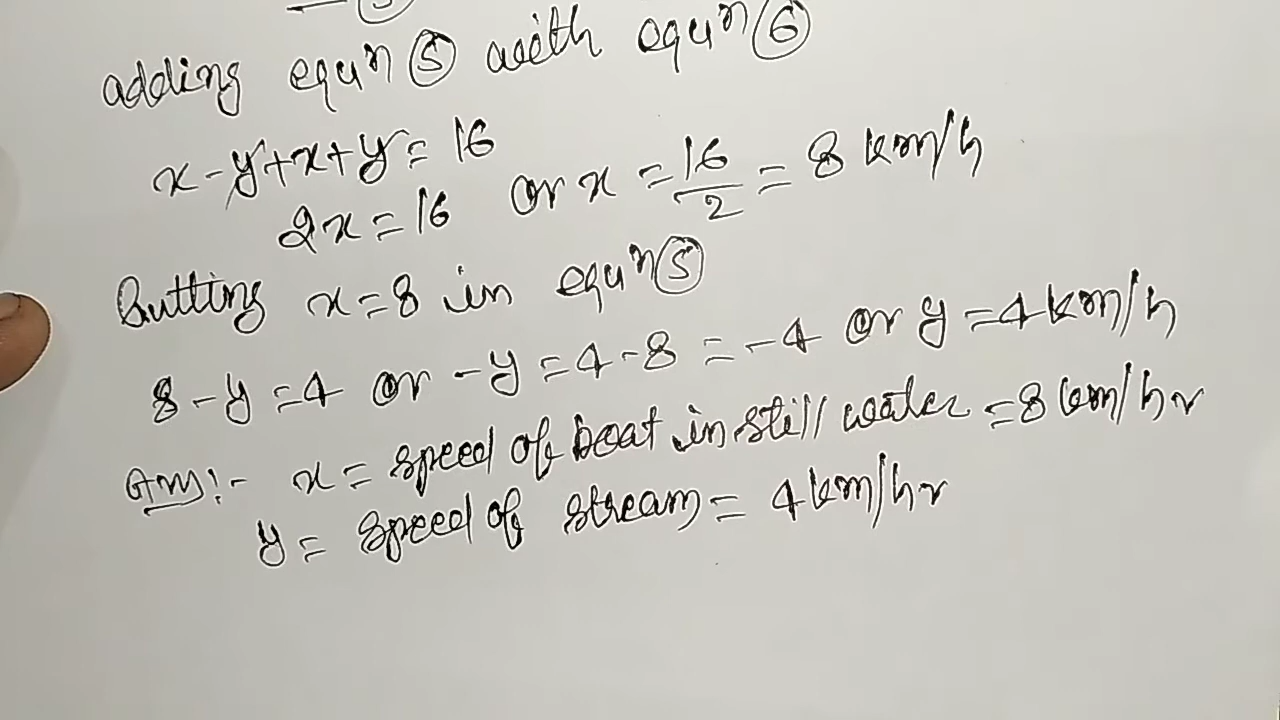 adding equⁿ ⑤ with equⁿ ⑥
x - y + x + y = 16
2x = 16 or x = 16/2 = 8 km/h
Putting x = 8 in equⁿ ⑤
8 - y = 4 or - y = 4 - 8 = - 4 or y = 4 km/h
Ans:- x = speed of boat in still water = 8 km/hr
y = speed of stream = 4 km/hr